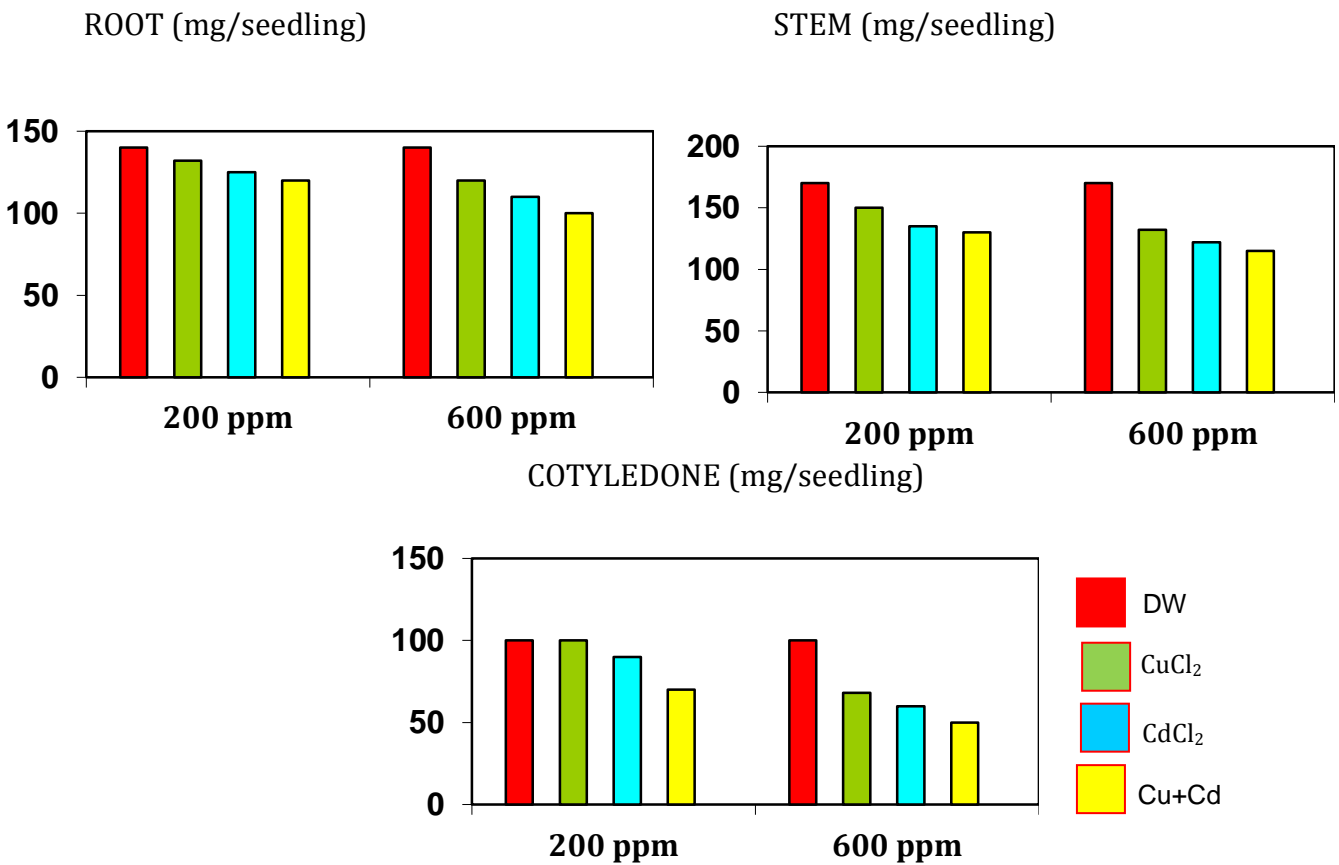 ROOT (mg/seedling)
STEM (mg/seedling)
150
100
50
0
200 ppm
600 ppm
200
150
100
50
0
200 ppm
600 ppm
COTYLEDONE (mg/seedling)
150
100
50
0
200 ppm
600 ppm
DW
CuCl₂
CdCl₂
Cu+Cd